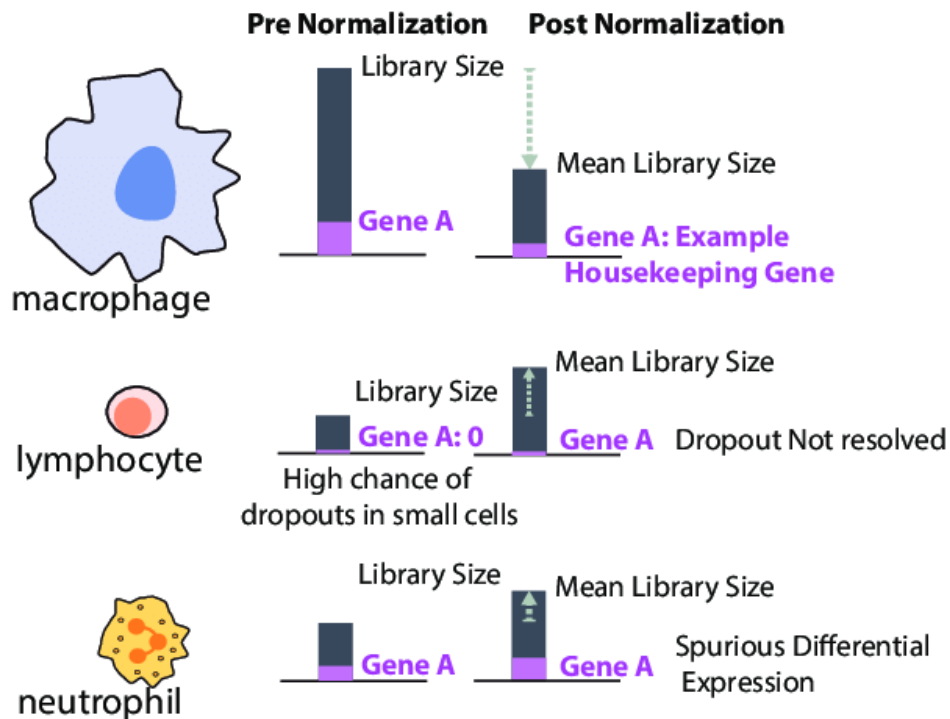 Pre Normalization
Post Normalization
Library Size
Mean Library Size
Gene A
Gene A: Example
Housekeeping Gene
macrophage
Mean Library Size
Library Size
Gene A: 0
Gene A
Dropout Not resolved
lymphocyte
High chance of
dropouts in small cells
Library Size
Mean Library Size
Gene A
Gene A
Spurious Differential
Expression
neutrophil